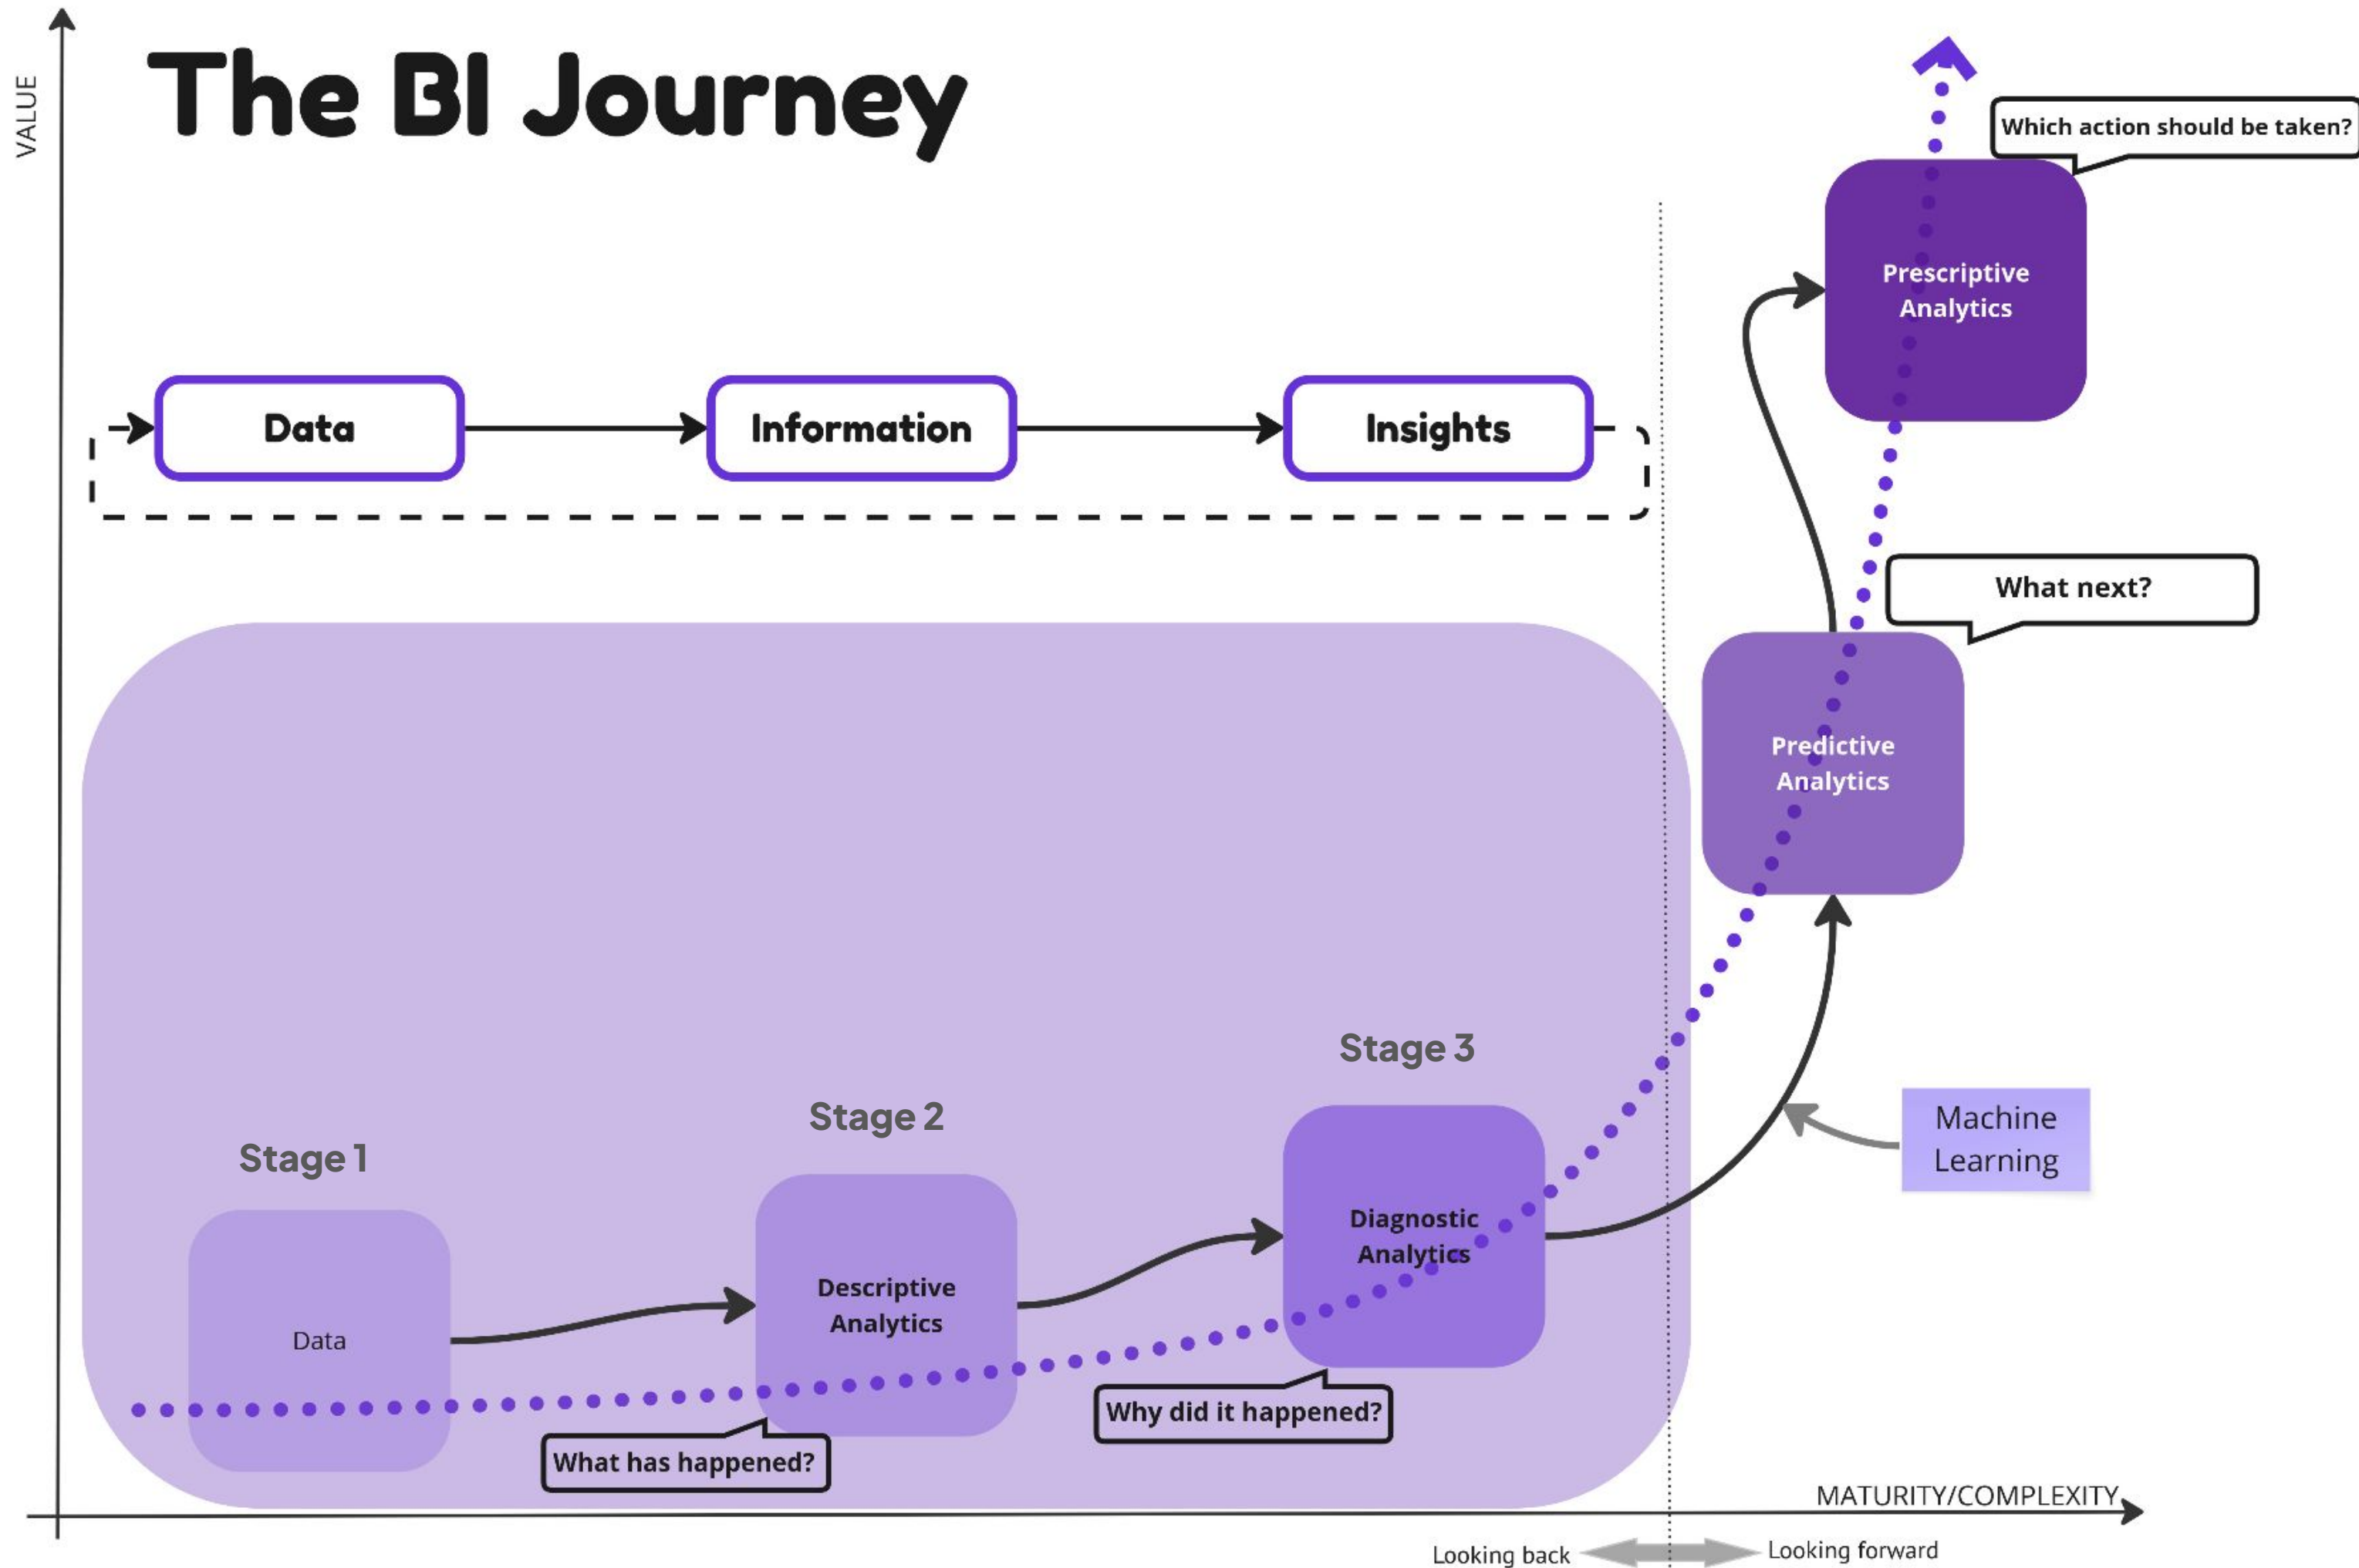 The BI Journey
VALUE
Which action should be taken?
Prescriptive
Analytics
Data
Information
Insights
What next?
Predictive
Analytics
Stage 3
Stage 2
Stage 1
Machine
Learning
Diagnostic
Analytics
Descriptive
Analytics
Data
Why did it happened?
What has happened?
MATURITY/COMPLEXITY
Looking back
Looking forward